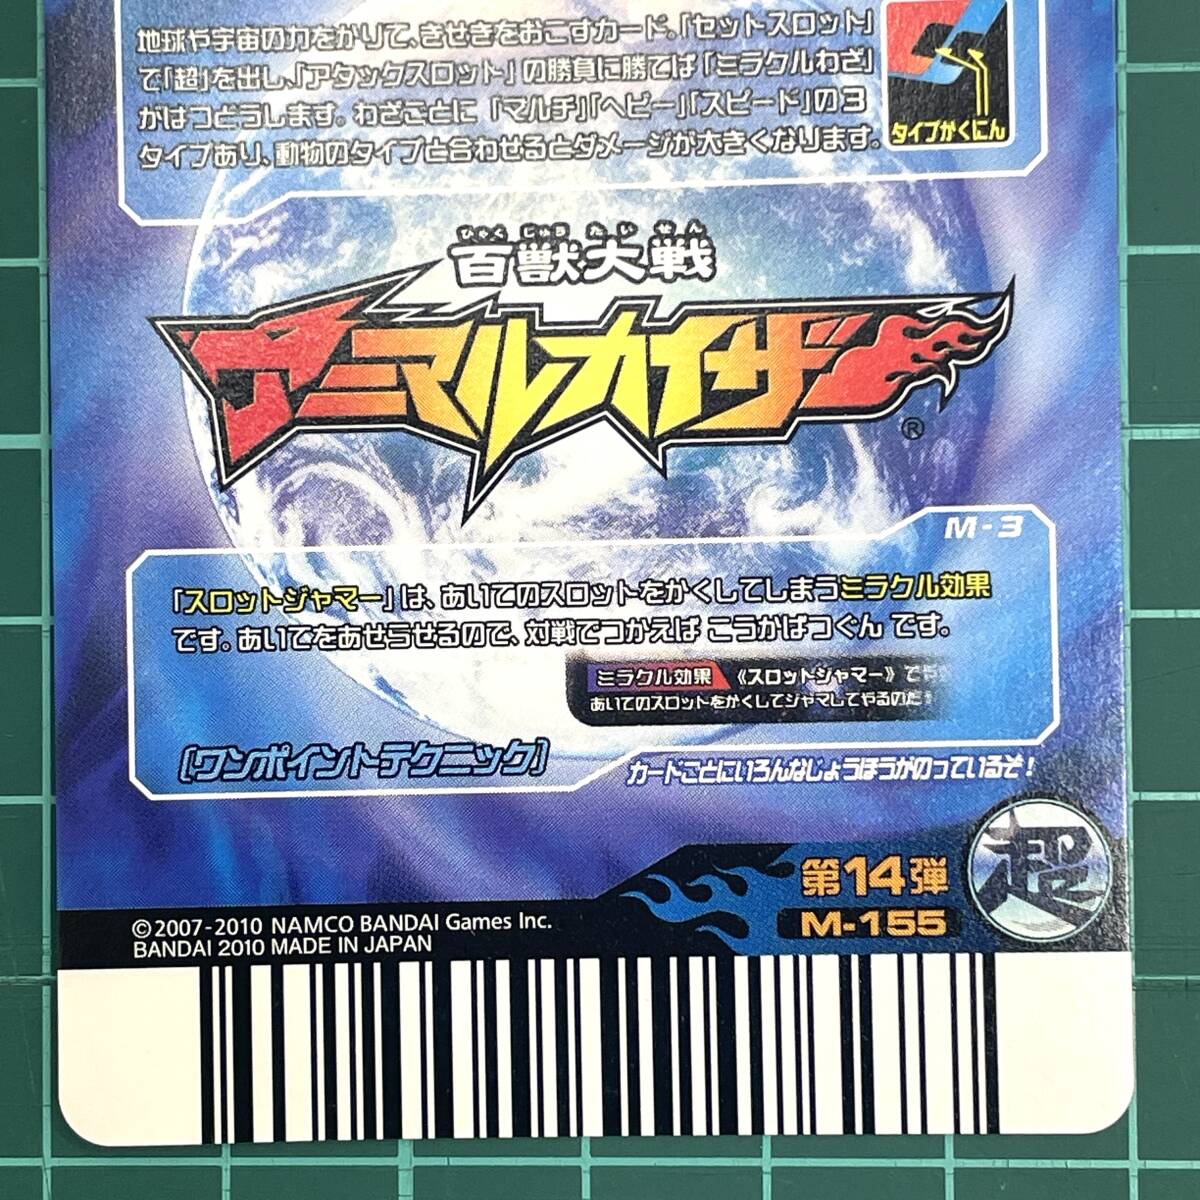 地球や宇宙の力をかりて、きせきをおこすカード。「セットスロット」
で「超」を出し、「アタックスロット」の勝負に勝てば「ミラクルわざ」
がはつどうします。わざごとに「マルチ」「ヘビー」「スピード」の3
タイプあり、動物のタイプと合わせるとダメージが大きくなります。
タイプかくにん
ひゃくじゅうたいせん
百獣大戦
アニマルカイザー
®
M-3
「スロットジャマー」は、あいてのスロットをかくしてしまうミラクル効果
です。あいてをあせらせるので、対戦でつかえば こうかばつぐん です。
ミラクル効果 《スロットジャマー》でや
あいてのスロットをかくしてジャマしてやるのだ
[ワンポイントテクニック]
カードごとにいろんなじょうほうがのっているぞ!
第14弾
M-155
超
©2007-2010 NAMCO BANDAI Games Inc.
BANDAI 2010 MADE IN JAPAN